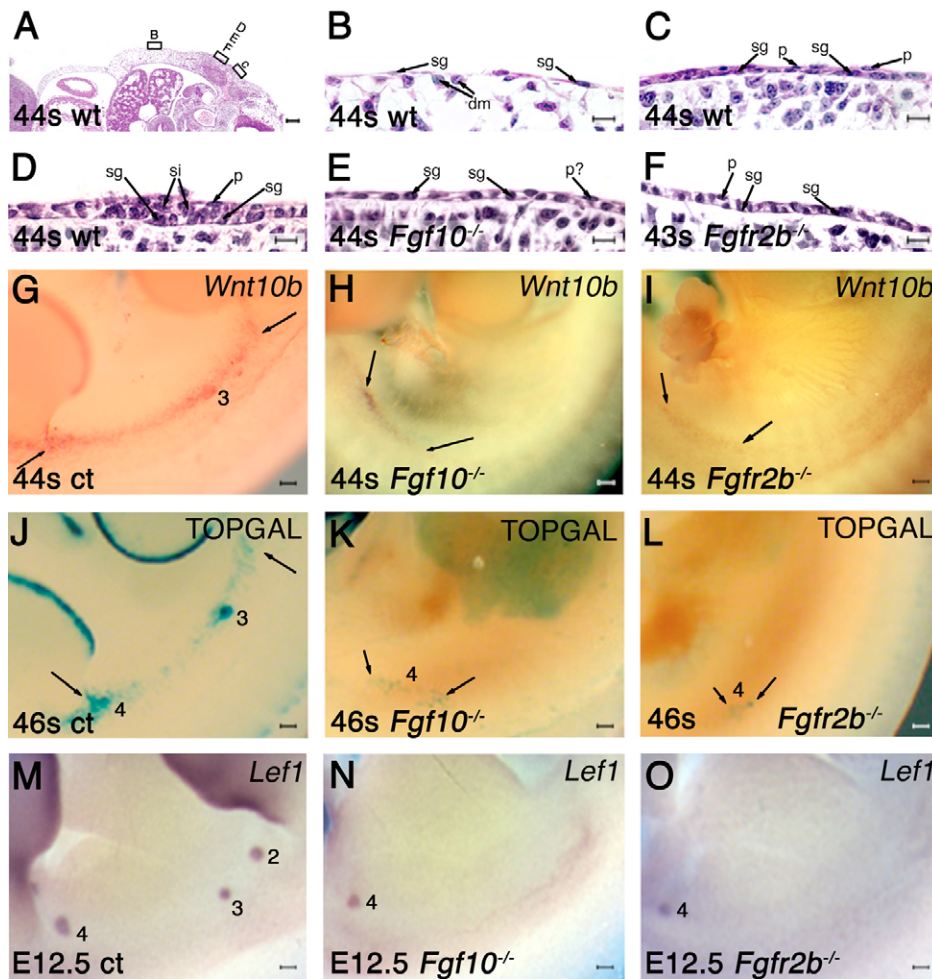 A
B
D
E
F
C
44s wt
B
sg
sg
dm
44s wt
C
sg
p
sg
p
44s wt
D
sg
si
p
sg
44s wt
E
sg
sg
p?
44s Fgf10-/-
F
p
sg
sg
43s Fgfr2b-/-
G
Wnt10b
3
44s ct
H
Wnt10b
44s Fgf10-/-
I
Wnt10b
44s Fgfr2b-/-
J
TOPGAL
3
4
46s ct
K
TOPGAL
4
46s Fgf10-/-
L
TOPGAL
4
46s Fgfr2b-/-
M
Lef1
2
3
4
E12.5 ct
N
Lef1
4
E12.5 Fgf10-/-
O
Lef1
4
E12.5 Fgfr2b-/-